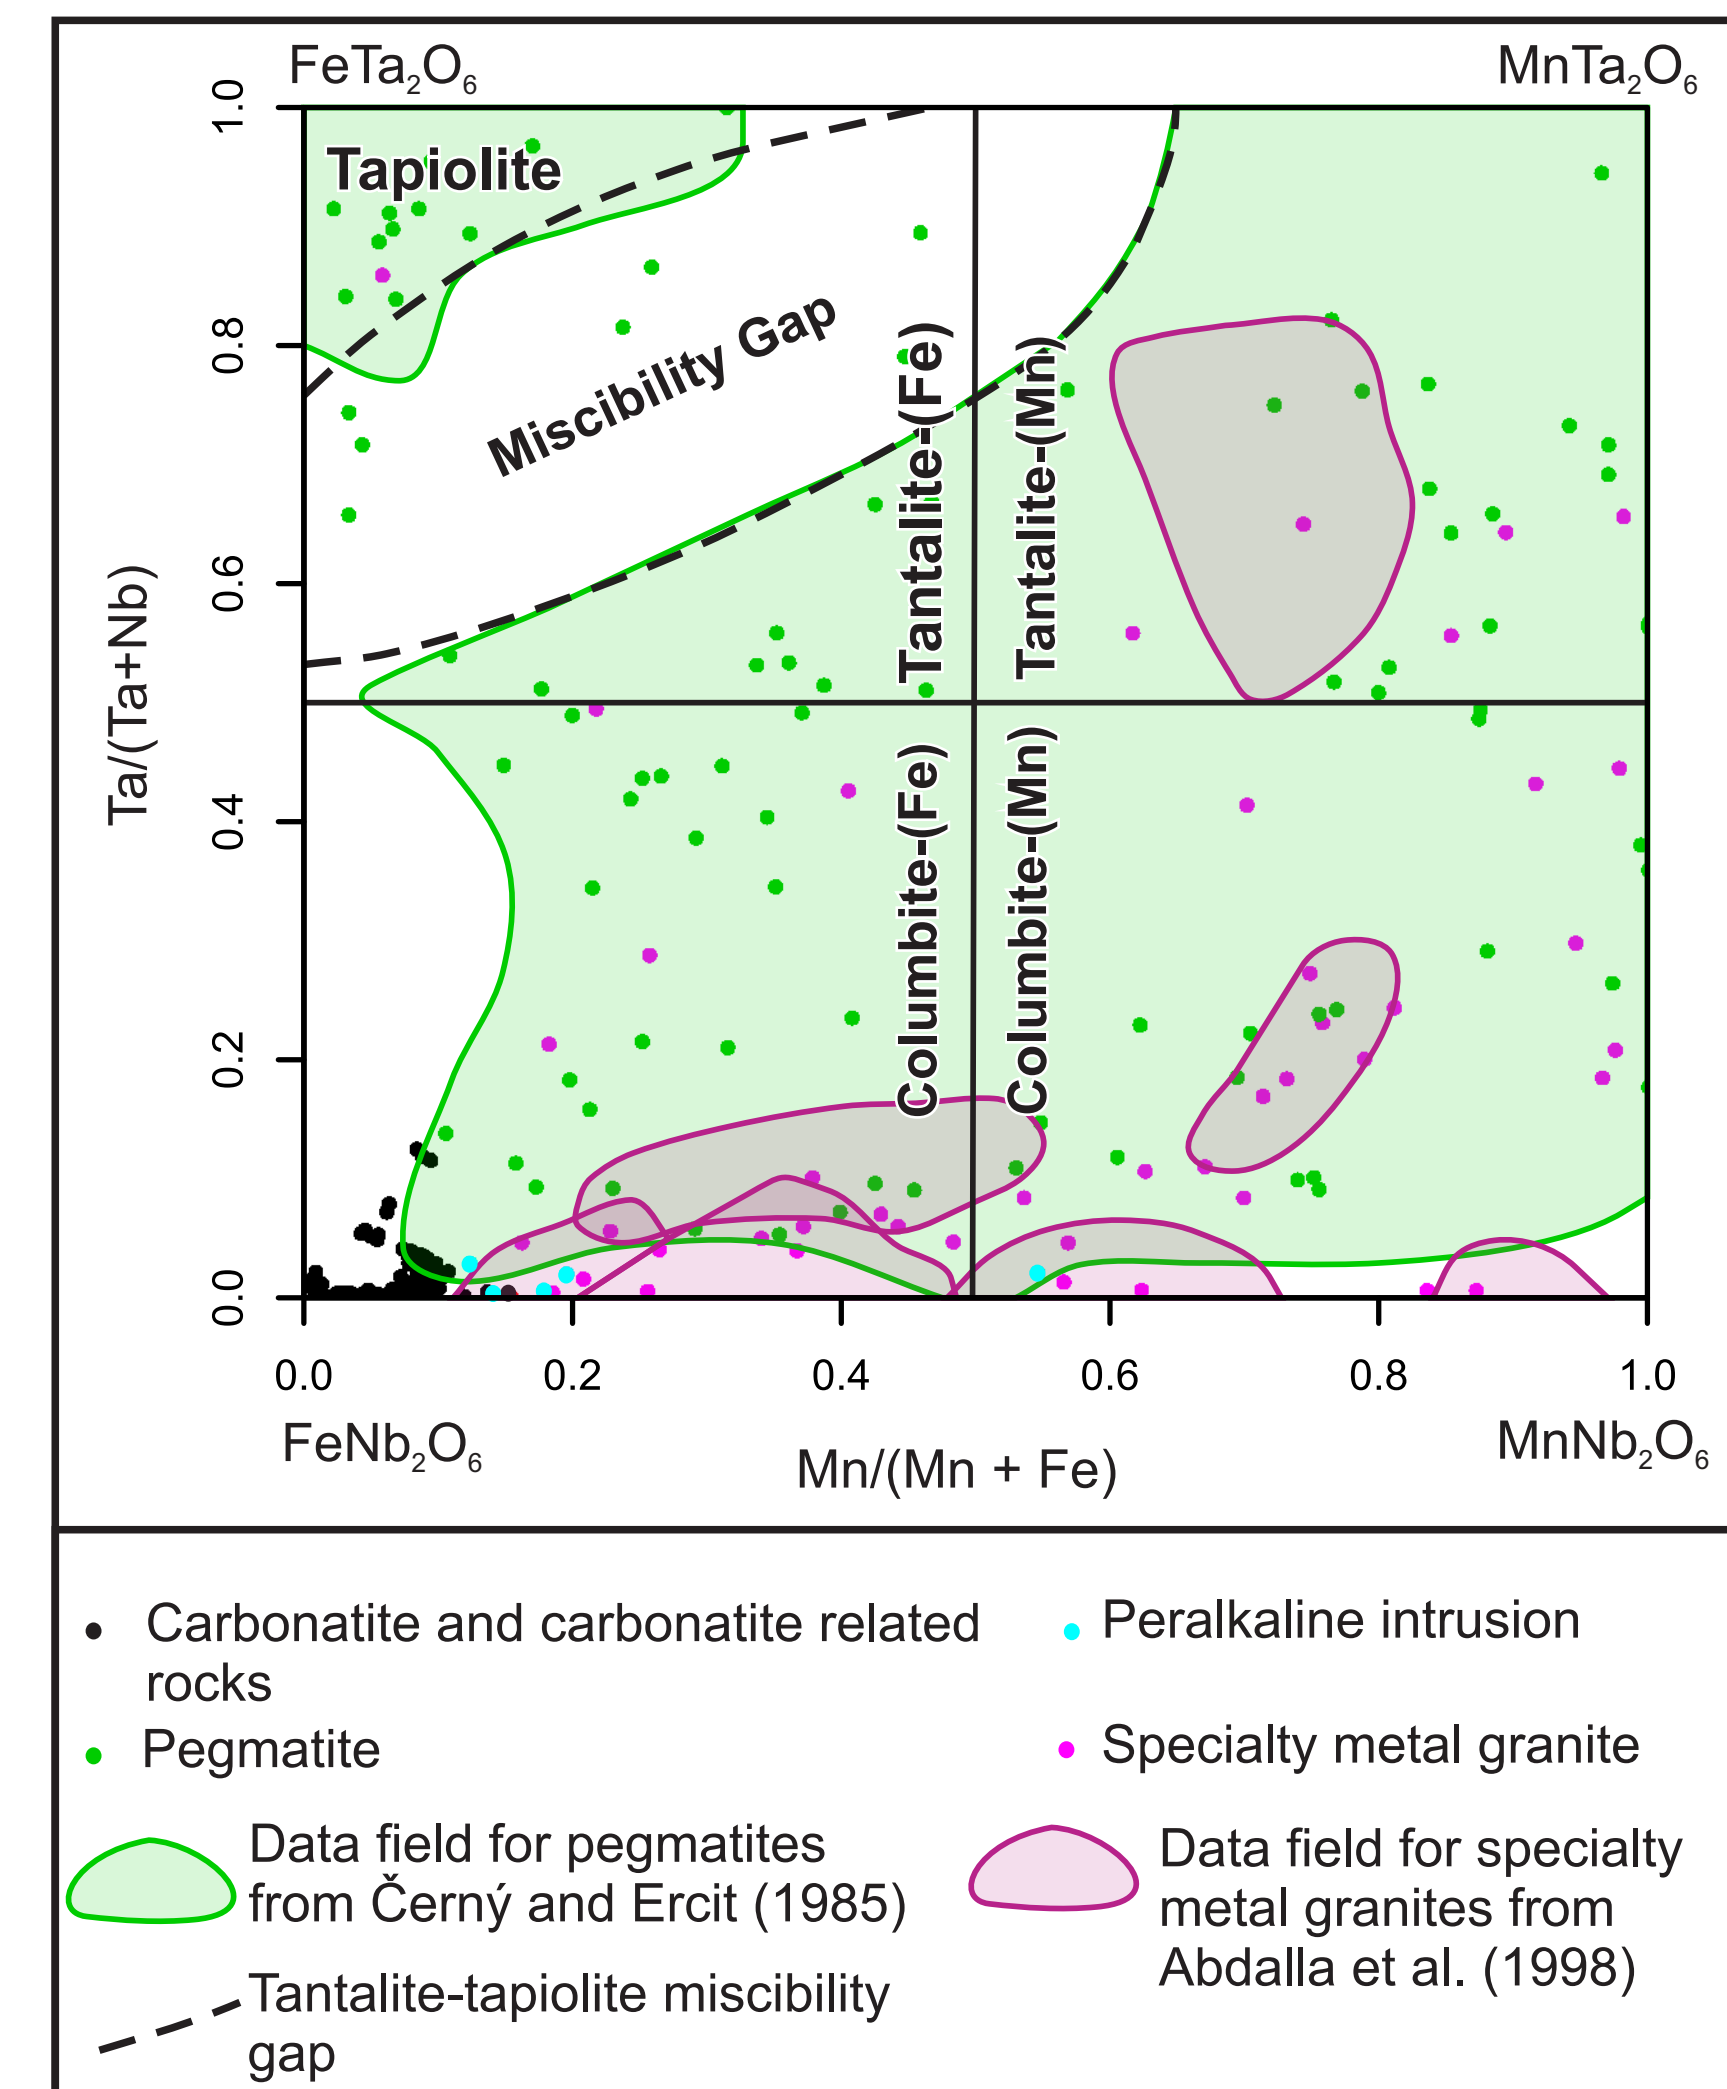 FeTa₂O₆
MnTa₂O₆
1.0
0.8
0.6
0.4
0.2
0.0
Ta/(Ta+Nb)
Tapiolite
Miscibility Gap
Tantalite-(Fe)
Tantalite-(Mn)
Columbite-(Fe)
Columbite-(Mn)
0.0 0.2 0.4 0.6 0.8 1.0
FeNb₂O₆
MnNb₂O₆
Mn/(Mn + Fe)
Carbonatite and carbonatite related
rocks
Peralkaline intrusion
Pegmatite
Specialty metal granite
Data field for pegmatites
from Černý and Ercit (1985)
Data field for specialty
metal granites from
Abdalla et al. (1998)
Tantalite-tapiolite miscibility
gap